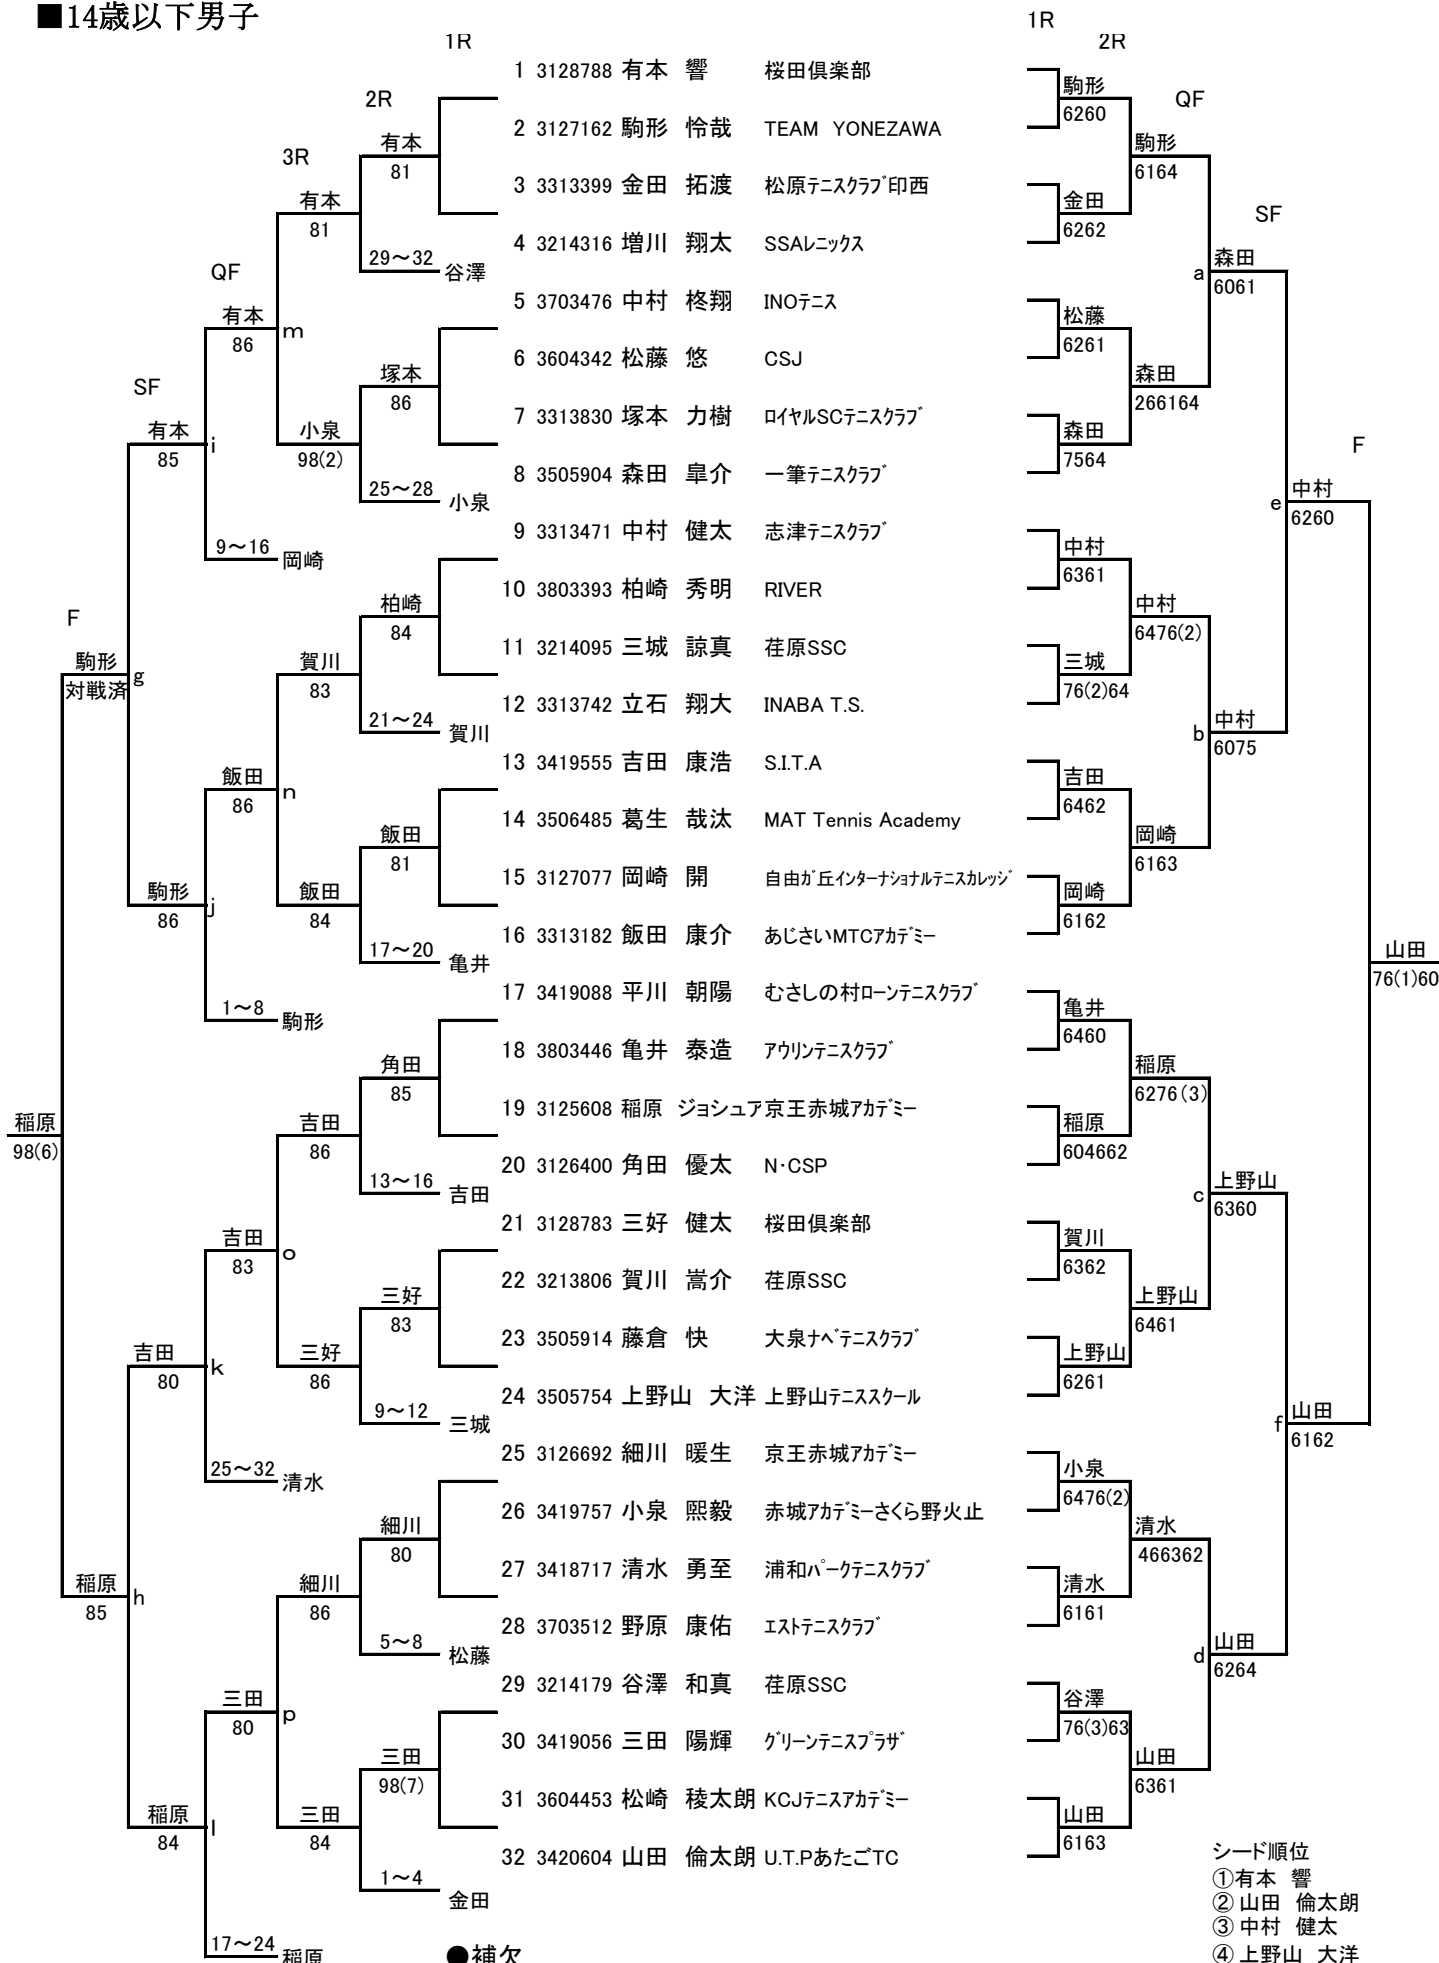 ■14歳以下男子
1R
1R
2R
1 3128788 有本 響 桜田倶楽部
駒形
6260
2R
QF
2 3127162 駒形 怜哉 TEAM YONEZAWA
有本
81
駒形
6164
3R
3 3313399 金田 拓渡 松原テニスクラブ印西
有本
81
金田
6262
SF
4 3214316 増川 翔太 SSAレニックス
29～32
谷澤
森田
6061
a
QF
5 3703476 中村 柊翔 INOテニス
有本
86
m
松藤
6261
6 3604342 松藤 悠 CSJ
塚本
86
森田
266164
SF
7 3313830 塚本 力樹 ロイヤルSCテニスクラブ
有本
85
i
小泉
98(2)
森田
7564
F
8 3505904 森田 皐介 一筆テニスクラブ
25～28
小泉
中村
6260
e
9 3313471 中村 健太 志津テニスクラブ
9～16
岡崎
中村
6361
10 3803393 柏崎 秀明 RIVER
柏崎
84
中村
6476(2)
F
11 3214095 三城 諒真 荏原SSC
駒形
対戦済
g
賀川
83
三城
76(2)64
12 3313742 立石 翔大 INABA T.S.
21～24
賀川
中村
6075
b
13 3419555 吉田 康浩 S.I.T.A
飯田
86
n
吉田
6462
14 3506485 葛生 哉汰 MAT Tennis Academy
飯田
81
岡崎
6163
15 3127077 岡崎 開 自由が丘インターナショナルテニスカレッジ
駒形
86
j
飯田
84
岡崎
6162
16 3313182 飯田 康介 あじさいMTCアカデミー
17～20
亀井
山田
76(1)60
17 3419088 平川 朝陽 むさしの村ローンテニスクラブ
1～8
駒形
亀井
6460
18 3803446 亀井 泰造 アウリンテニスクラブ
角田
85
稲原
6276(3)
19 3125608 稲原 ジョシュア 京王赤城アカデミー
稲原
98(6)
吉田
86
稲原
604662
20 3126400 角田 優太 N・CSP
13～16
吉田
上野山
6360
c
21 3128783 三好 健太 桜田倶楽部
吉田
83
o
賀川
6362
22 3213806 賀川 嵩介 荏原SSC
三好
83
上野山
6461
23 3505914 藤倉 快 大泉ナベテニスクラブ
吉田
80
k
三好
86
上野山
6261
24 3505754 上野山 大洋 上野山テニススクール
9～12
三城
山田
6162
f
25 3126692 細川 暖生 京王赤城アカデミー
25～32
清水
小泉
6476(2)
26 3419757 小泉 熙毅 赤城アカデミーさくら野火止
細川
80
清水
466362
27 3418717 清水 勇至 浦和パークテニスクラブ
稲原
85
h
細川
86
清水
6161
28 3703512 野原 康佑 エストテニスクラブ
5～8
松藤
山田
6264
d
29 3214179 谷澤 和真 荏原SSC
三田
80
p
谷澤
76(3)63
30 3419056 三田 陽輝 グリーンテニスプラザ
三田
98(7)
山田
6361
31 3604453 松崎 稜太朗 KCJテニスアカデミー
稲原
84
l
三田
84
山田
6163
32 3420604 山田 倫太朗 U.T.PあたごTC
1～4
金田
17～24
稲原
●補欠
シード順位
①有本 響
②山田 倫太朗
③中村 健太
④上野山 大洋